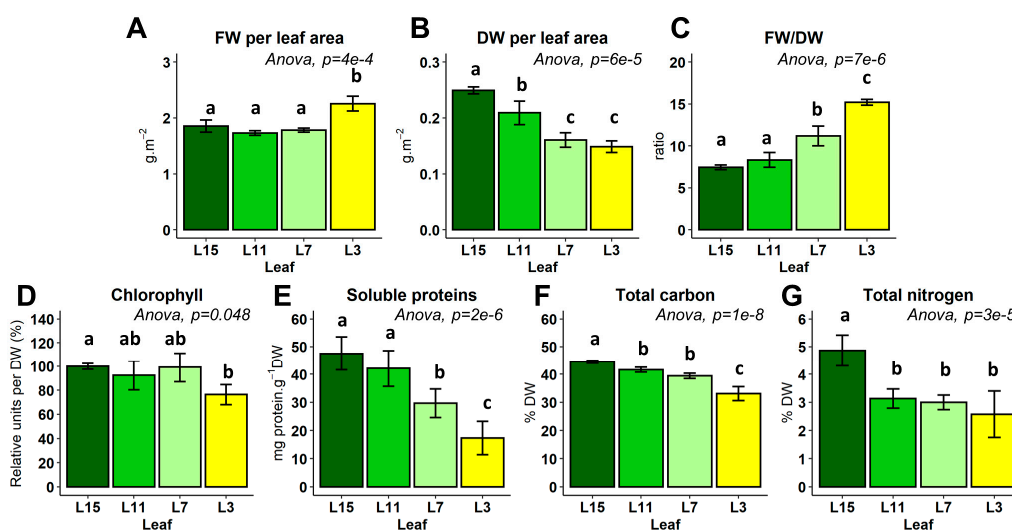 A
FW per leaf area
Anova, p=4e-4
g.m⁻²
3
2
1
0
a
a
a
b
L15
L11
L7
L3
Leaf
B
DW per leaf area
Anova, p=6e-5
g.m⁻²
0.3
0.2
0.1
0.0
a
b
c
c
L15
L11
L7
L3
Leaf
C
FW/DW
Anova, p=7e-6
ratio
20
15
10
5
0
a
a
b
c
L15
L11
L7
L3
Leaf
D
Chlorophyll
Anova, p=0.048
Relative units per DW (%)
140
120
100
80
60
40
20
0
a
ab
ab
b
L15
L11
L7
L3
Leaf
E
Soluble proteins
Anova, p=2e-6
mg protein.g⁻¹DW
60
50
40
30
20
10
0
a
a
b
c
L15
L11
L7
L3
Leaf
F
Total carbon
Anova, p=1e-8
% DW
60
50
40
30
20
10
0
a
b
b
c
L15
L11
L7
L3
Leaf
G
Total nitrogen
Anova, p=3e-5
% DW
6
5
4
3
2
1
0
a
b
b
b
L15
L11
L7
L3
Leaf